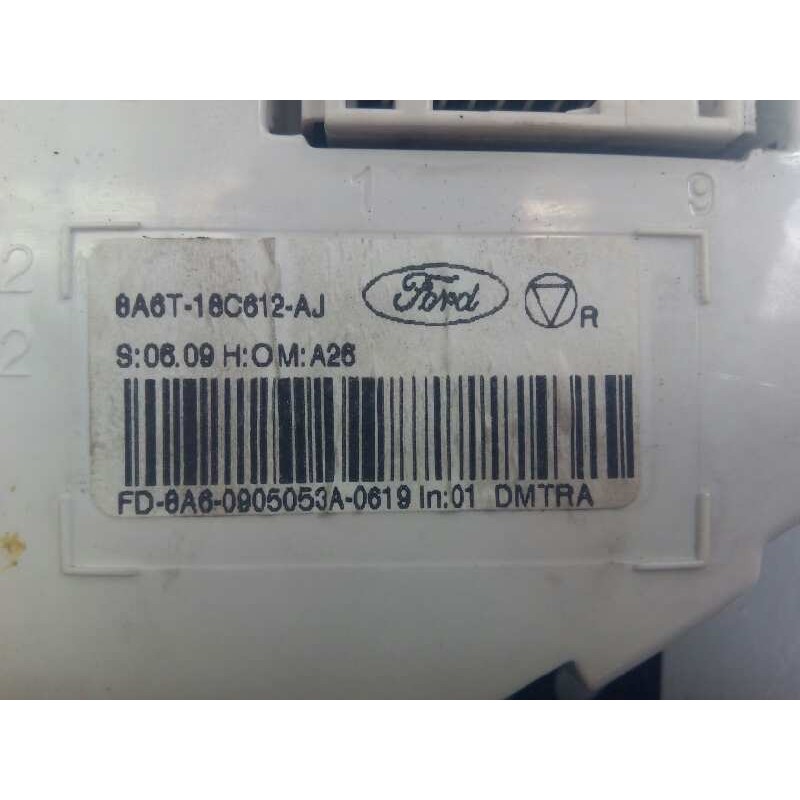 1 9
2
2
8A6T-18C612-AJ
Ford
R
S:06.09 H:OM:A26
FD-8A6-0905053A-0619 In:01 DMTRA